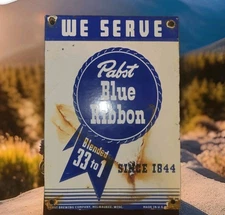 WE SERVE
Pabst
Blue
Ribbon
Blended
33 to 1
SINCE 1844